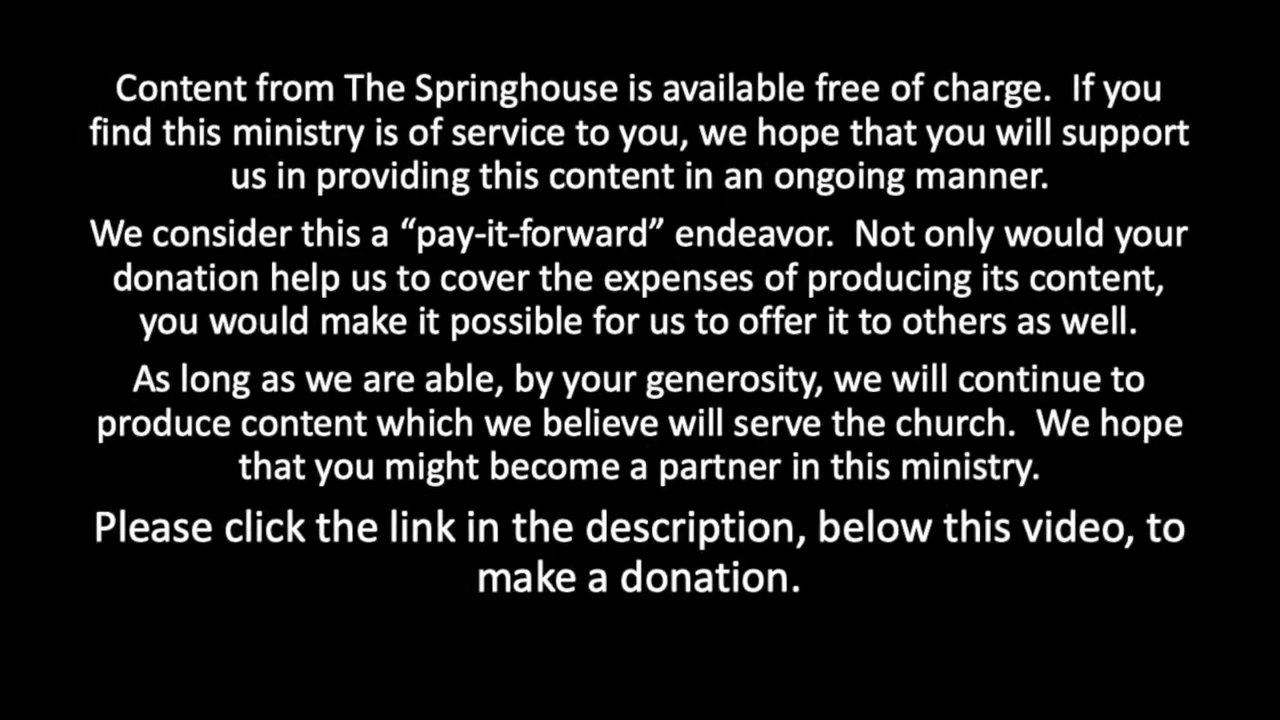 Content from The Springhouse is available free of charge.  If you
find this ministry is of service to you, we hope that you will support
us in providing this content in an ongoing manner.
We consider this a “pay-it-forward” endeavor.  Not only would your
donation help us to cover the expenses of producing its content,
you would make it possible for us to offer it to others as well.
As long as we are able, by your generosity, we will continue to
produce content which we believe will serve the church.  We hope
that you might become a partner in this ministry.
Please click the link in the description, below this video, to
make a donation.